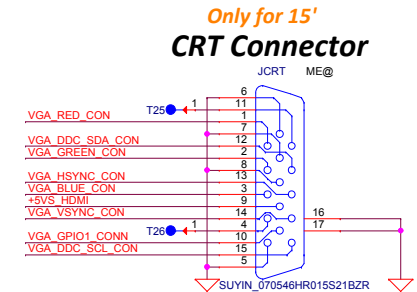 Only for 15'
CRT Connector
JCRT ME@
6
T25 1 11
VGA_RED_CON 1
7
VGA_DDC_SDA_CON 12
VGA_GREEN_CON 2
8
VGA_HSYNC_CON 13
VGA_BLUE_CON 3
+5VS_HDMI 9
VGA_VSYNC_CON 14 16
T26 1 4 17
VGA_GPIO1_CONN 10
VGA_DDC_SCL_CON 15
5
SUYIN_070546HR015S21BZR